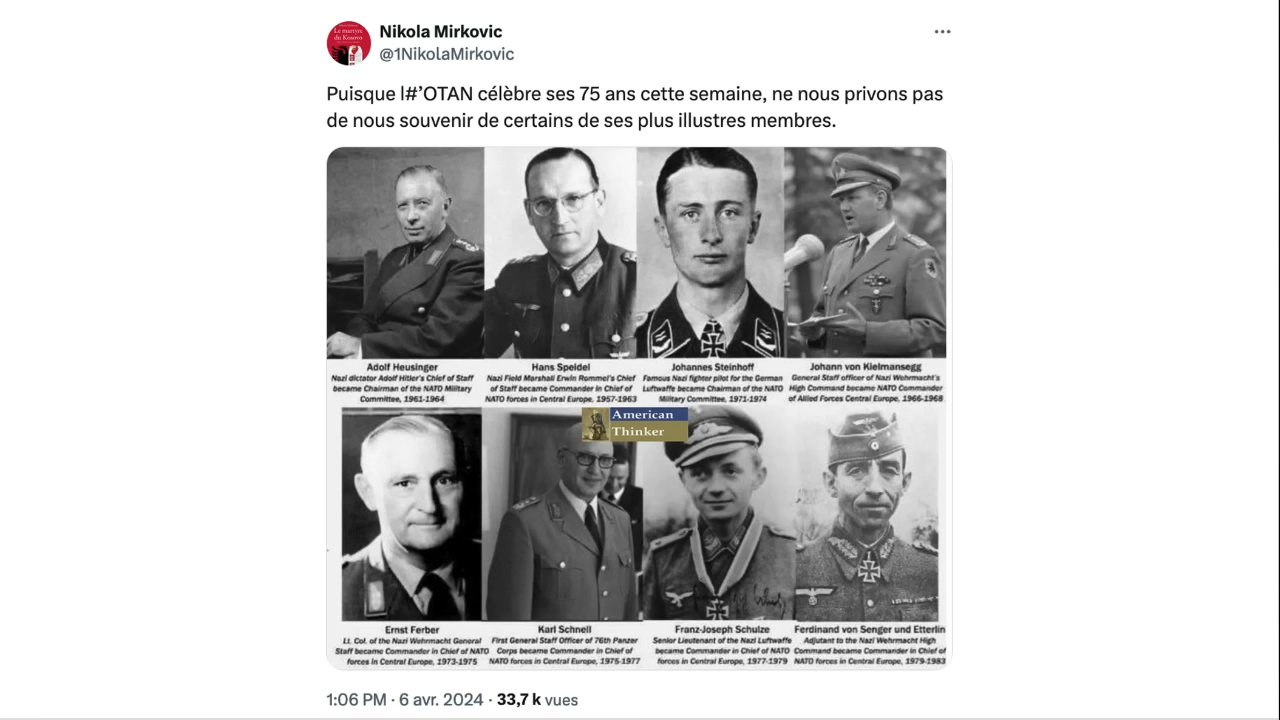 Nikola Mirkovic
@1NikolaMirkovic
Puisque l#'OTAN célèbre ses 75 ans cette semaine, ne nous privons pas
de nous souvenir de certains de ses plus illustres membres.
Adolf Heusinger
Nazi dictator Adolf Hitler's Chief of Staff
became Chairman of the NATO Military
Committee, 1961-1964
Hans Speidel
Nazi Field Marshall Erwin Rommel's Chief
of Staff became Commander in Chief of
NATO forces in Central Europe, 1957-1963
Johannes Steinhoff
Famous Nazi fighter pilot for the German
Luftwaffe became Chairman of the NATO
Military Committee, 1971-1974
Johann von Kielmansegg
General Staff officer of Nazi Wehrmacht's
High Command became NATO Commander
of Allied Forces Central Europe, 1966-1968
American
Thinker
Ernst Ferber
Lt. Col. of the Nazi Wehrmacht General
Staff became Commander in Chief of NATO
forces in Central Europe, 1973-1975
Karl Schnell
First General Staff Officer of 76th Panzer
Corps became Commander in Chief of
NATO forces in Central Europe, 1975-1977
Franz-Joseph Schulze
Senior Lieutenant of the Nazi Luftwaffe
became Commander in Chief of NATO
forces in Central Europe, 1977-1979
Ferdinand von Senger und Etterlin
Adjutant to the Nazi Wehrmacht High
Command became Commander in Chief of
NATO forces in Central Europe, 1979-1983
1:06 PM · 6 avr. 2024 · 33,7 k vues